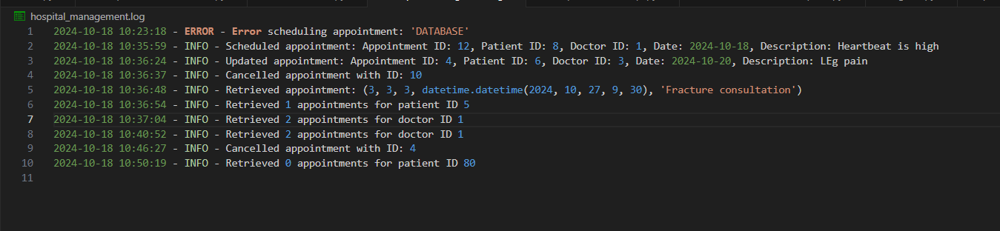 hospital_management.log
1 2024-10-18 10:23:18 - ERROR - Error scheduling appointment: 'DATABASE'
2 2024-10-18 10:35:59 - INFO - Scheduled appointment: Appointment ID: 12, Patient ID: 8, Doctor ID: 1, Date: 2024-10-18, Description: Heartbeat is high
3 2024-10-18 10:36:24 - INFO - Updated appointment: Appointment ID: 4, Patient ID: 6, Doctor ID: 3, Date: 2024-10-20, Description: LEg pain
4 2024-10-18 10:36:37 - INFO - Cancelled appointment with ID: 10
5 2024-10-18 10:36:48 - INFO - Retrieved appointment: (3, 3, 3, datetime.datetime(2024, 10, 27, 9, 30), 'Fracture consultation')
6 2024-10-18 10:36:54 - INFO - Retrieved 1 appointments for patient ID 5
7 2024-10-18 10:37:04 - INFO - Retrieved 2 appointments for doctor ID 1
8 2024-10-18 10:40:52 - INFO - Retrieved 2 appointments for doctor ID 1
9 2024-10-18 10:46:27 - INFO - Cancelled appointment with ID: 4
10 2024-10-18 10:50:19 - INFO - Retrieved 0 appointments for patient ID 80
11